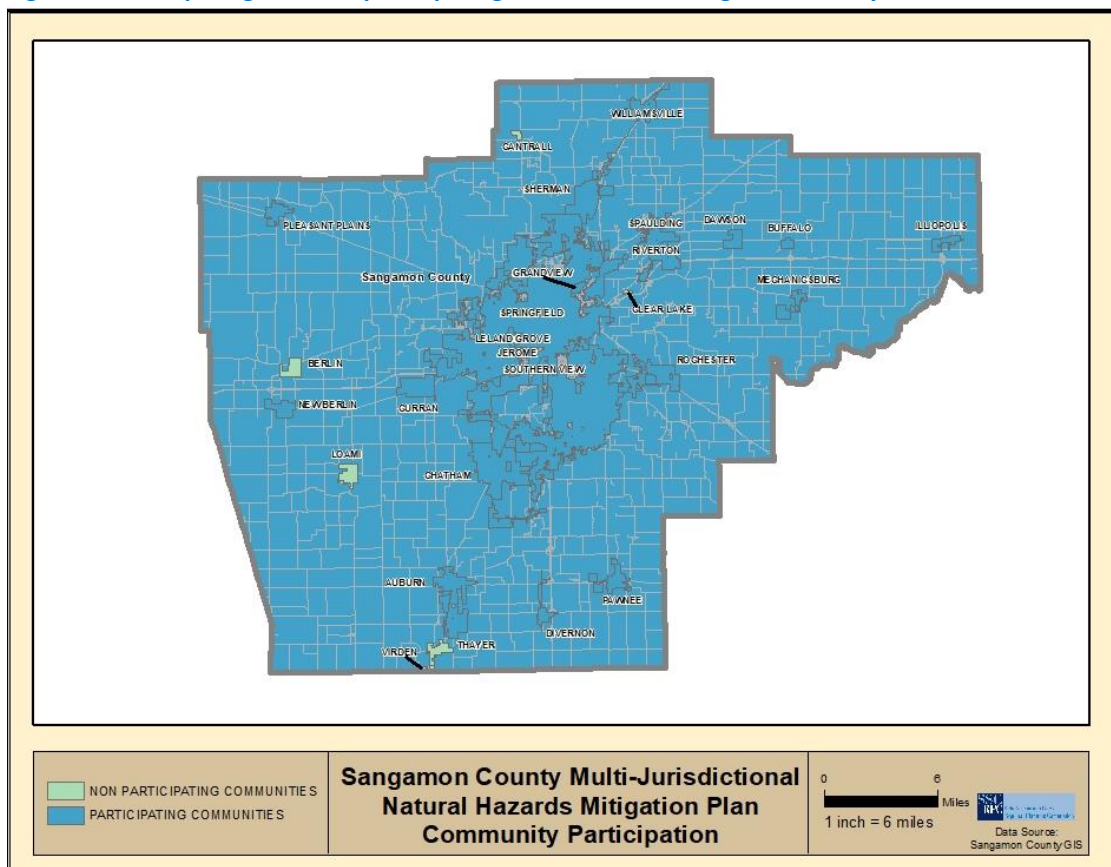 WILLIAMSVILLE
CANTRALL
SHERMAN
PLEASANT PLAINS
SPAULDING
DAWSON
BUFFALO
ILLIOPOLIS
RIVERTON
Sangamon County
GRANDVIEW
MECHANICSBURG
SPRINGFIELD
CLEAR LAKE
LELAND GROVE
JEROME
SOUTHERN VIEW
ROCHESTER
BERLIN
NEW BERLIN
CURRAN
LOAMI
CHATHAM
AUBURN
PAWNEE
DIVERNON
THAYER
VIRDEN
NON PARTICIPATING COMMUNITIES
PARTICIPATING COMMUNITIES
Sangamon County Multi-Jurisdictional
Natural Hazards Mitigation Plan
Community Participation
0 6
Miles
1 inch = 6 miles
Data Source:
Sangamon County GIS